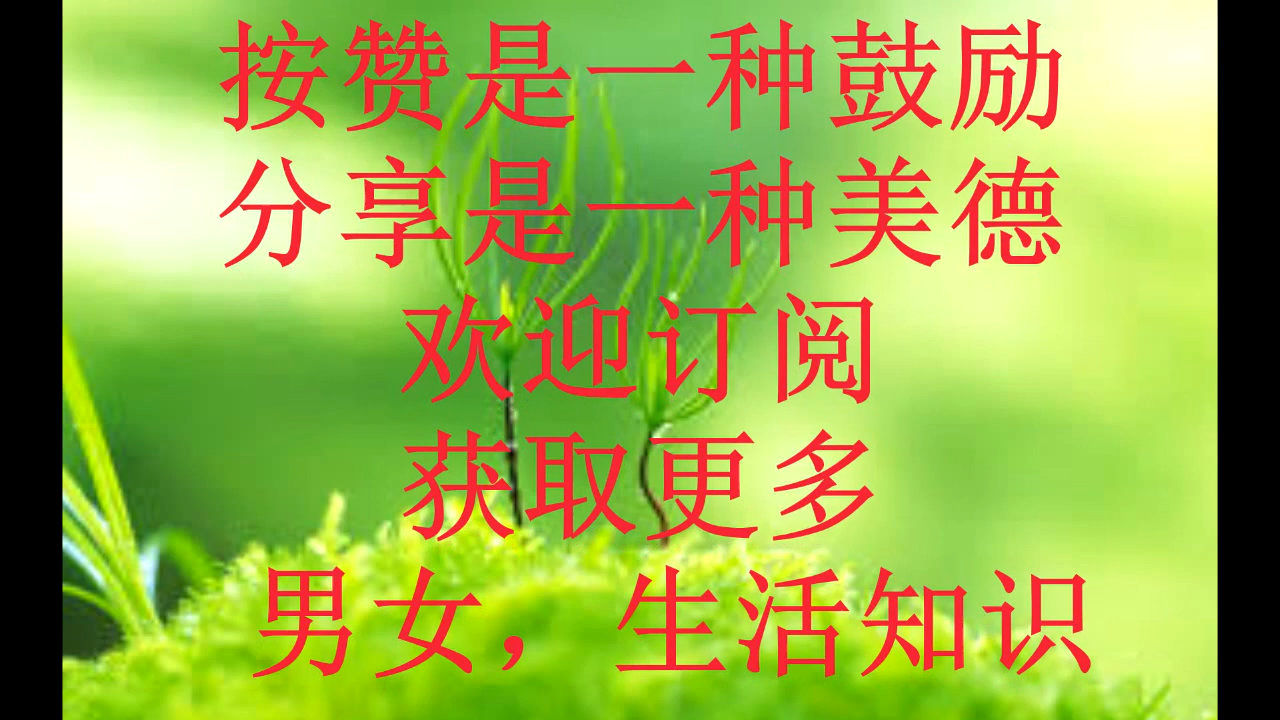 按赞是一种鼓励
分享是一种美德
欢迎订阅
获取更多
男女，生活知识